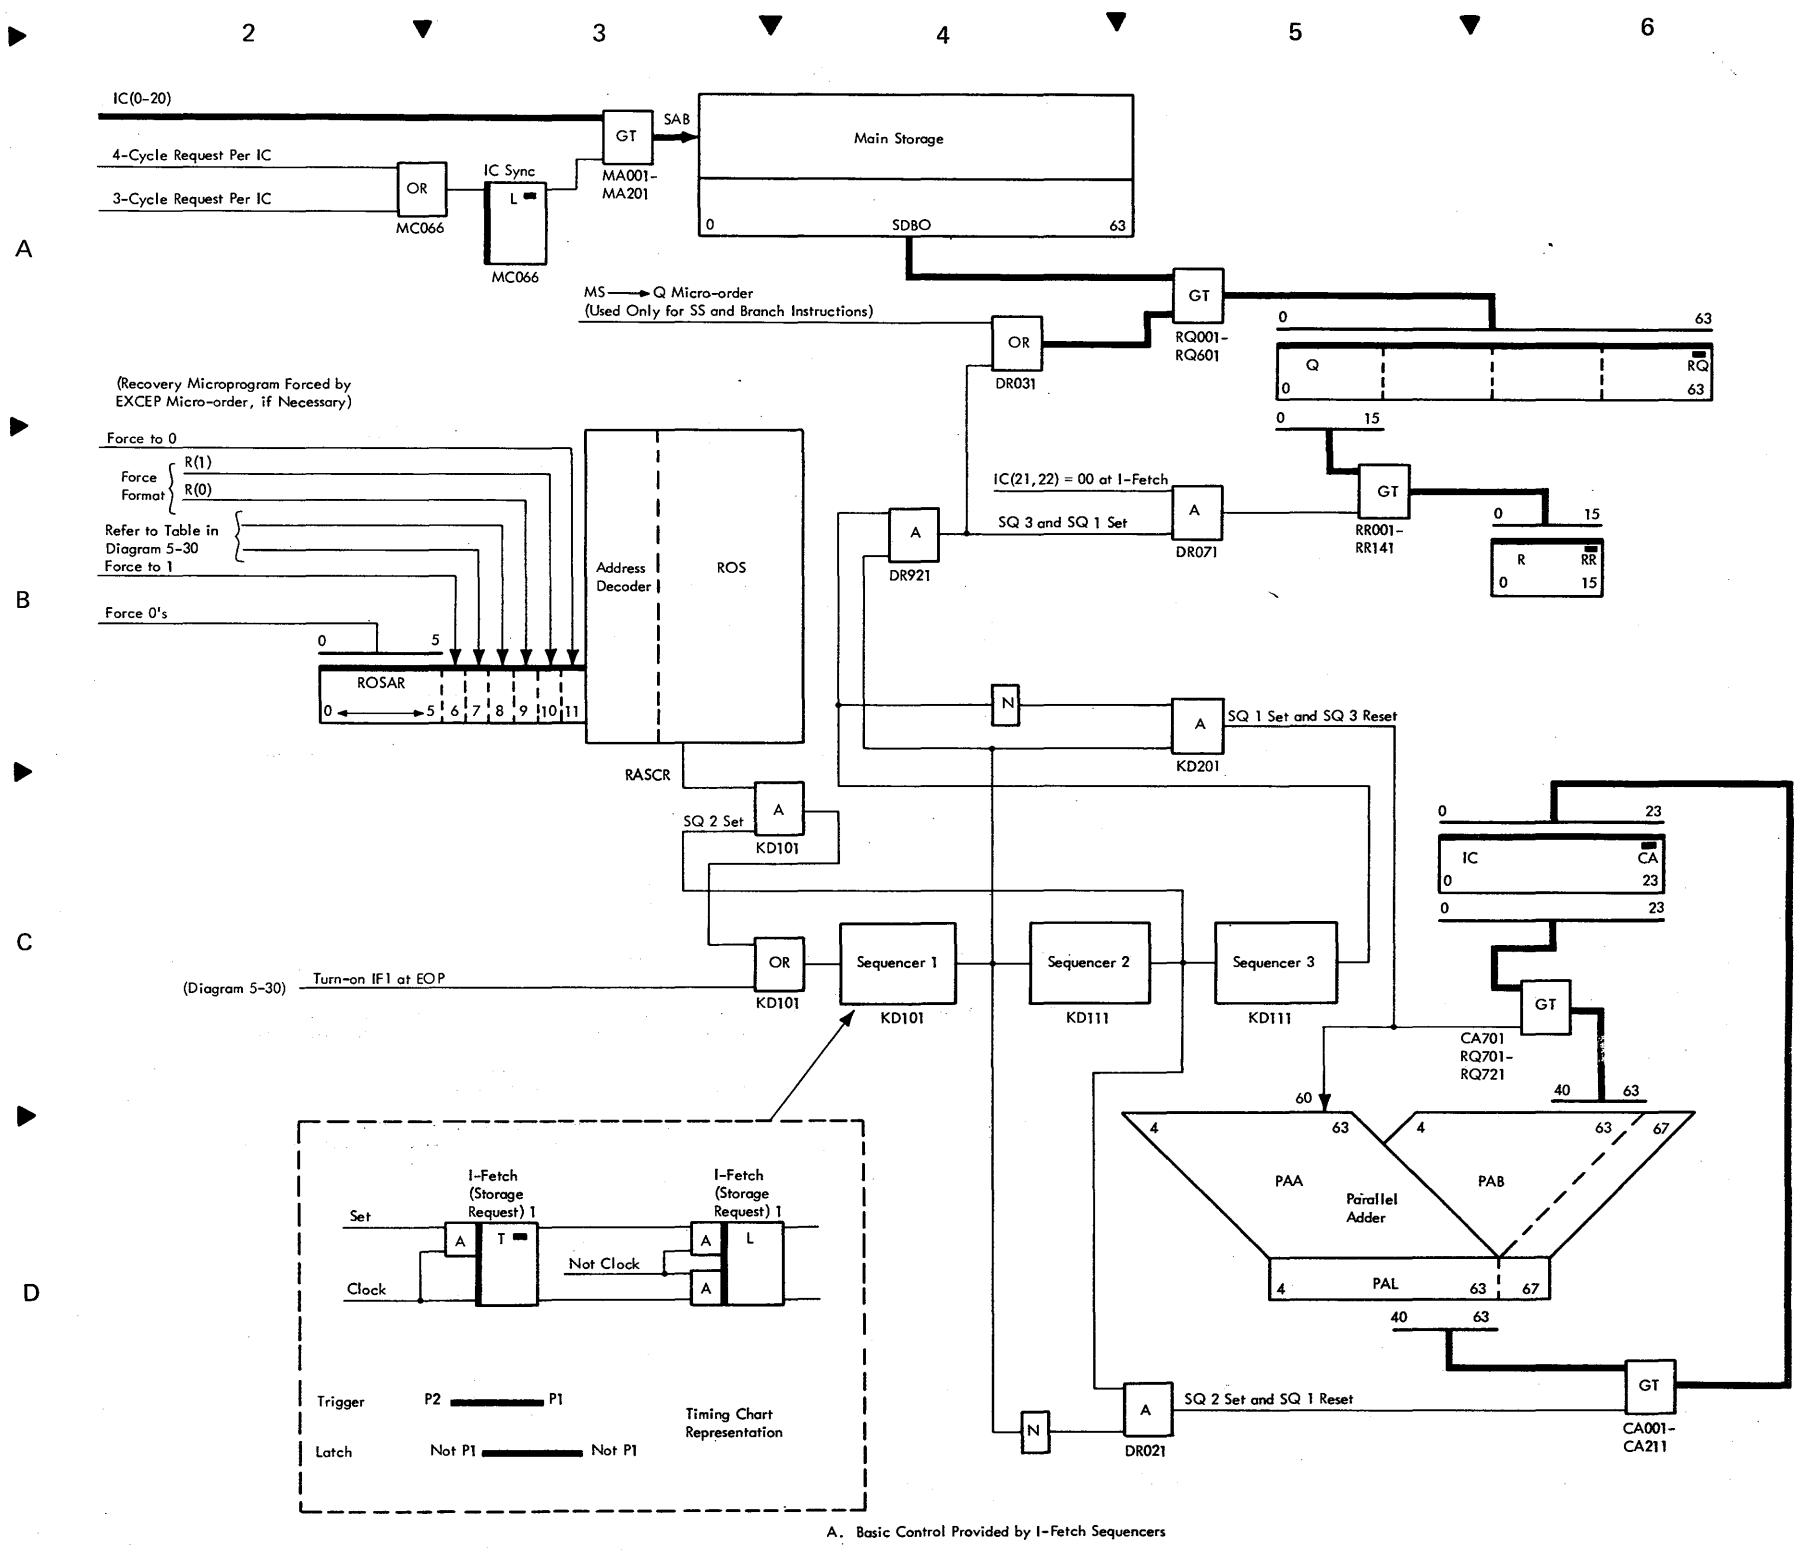 2 3 4 5 6
IC(0-20)
4-Cycle Request Per IC
3-Cycle Request Per IC
OR
MC066
IC Sync
L
MC066
GT
MA001-
MA201
SAB
Main Storage
0 SDBO 63
A
MS → Q Micro-order
(Used Only for SS and Branch Instructions)
OR
DR031
GT
RQ001-
RQ601
0 63
Q RQ
0 63
0 15
(Recovery Microprogram Forced by
EXCEP Micro-order, if Necessary)
Force to 0
R(1)
Force
Format
R(0)
Refer to Table in
Diagram 5-30
Force to 1
Force 0's
B
0 5
ROSAR
0 5 6 7 8 9 10 11
Address
Decoder
ROS
IC(21,22) = 00 at I-Fetch
SQ 3 and SQ 1 Set
A
DR921
A
DR071
GT
RR001-
RR141
0 15
R RR
0 15
N
A
KD201
SQ 1 Set and SQ 3 Reset
RASCR
SQ 2 Set
A
KD101
0 23
IC CA
0 23
0 23
C
(Diagram 5-30)
Turn-on IF1 at EOP
OR
KD101
Sequencer 1
KD101
Sequencer 2
KD111
Sequencer 3
KD111
GT
CA701
RQ701-
RQ721
40 63
60
4 63 4 63 67
PAA PAB
Parallel
Adder
PAL
4 63 67
40 63
D
I-Fetch
(Storage
Request) 1
I-Fetch
(Storage
Request) 1
Set
A T
A L
Not Clock
A
Clock
Trigger P2 P1
Latch Not P1 Not P1
Timing Chart
Representation
N
A
DR021
SQ 2 Set and SQ 1 Reset
GT
CA001-
CA211
A. Basic Control Provided by I-Fetch Sequencers